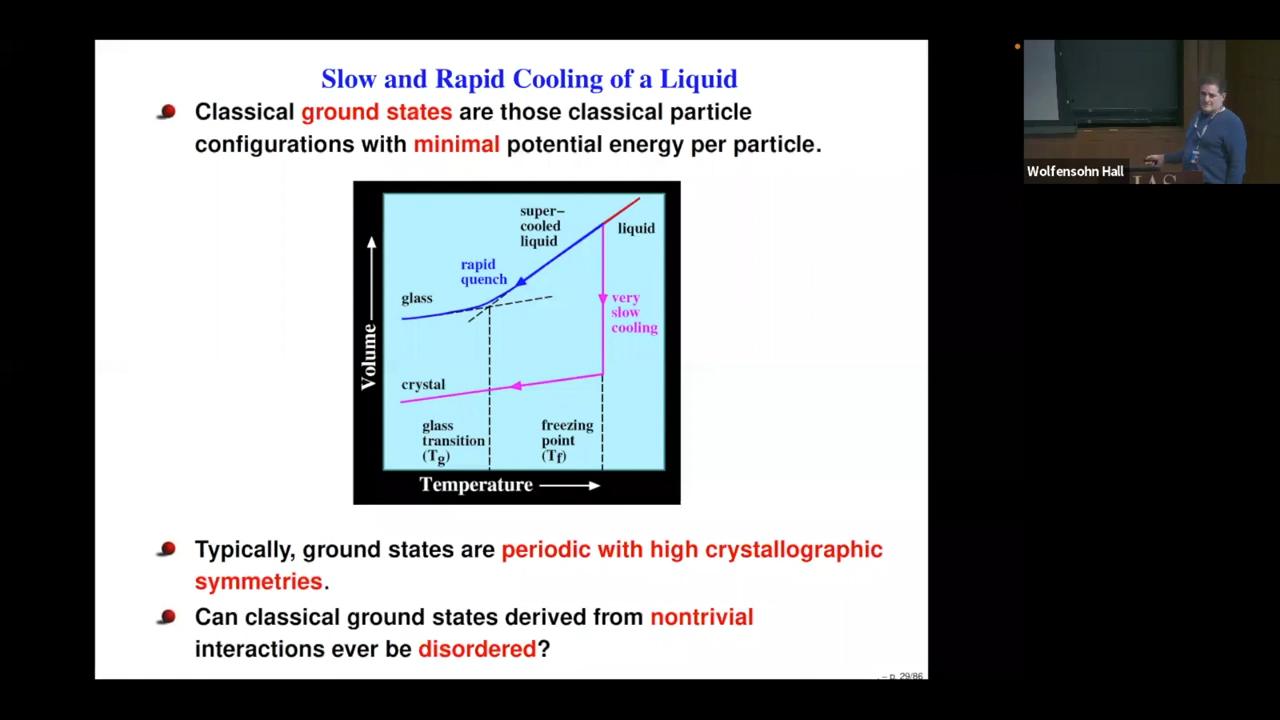 Slow and Rapid Cooling of a Liquid
Classical ground states are those classical particle
configurations with minimal potential energy per particle.
super–
cooled
liquid
liquid
rapid
quench
glass
very
slow
cooling
Volume
crystal
glass
transition
(Tg)
freezing
point
(Tf)
Temperature
Typically, ground states are periodic with high crystallographic
symmetries.
Can classical ground states derived from nontrivial
interactions ever be disordered?
. – p. 29/86
Wolfensohn Hall
IAS